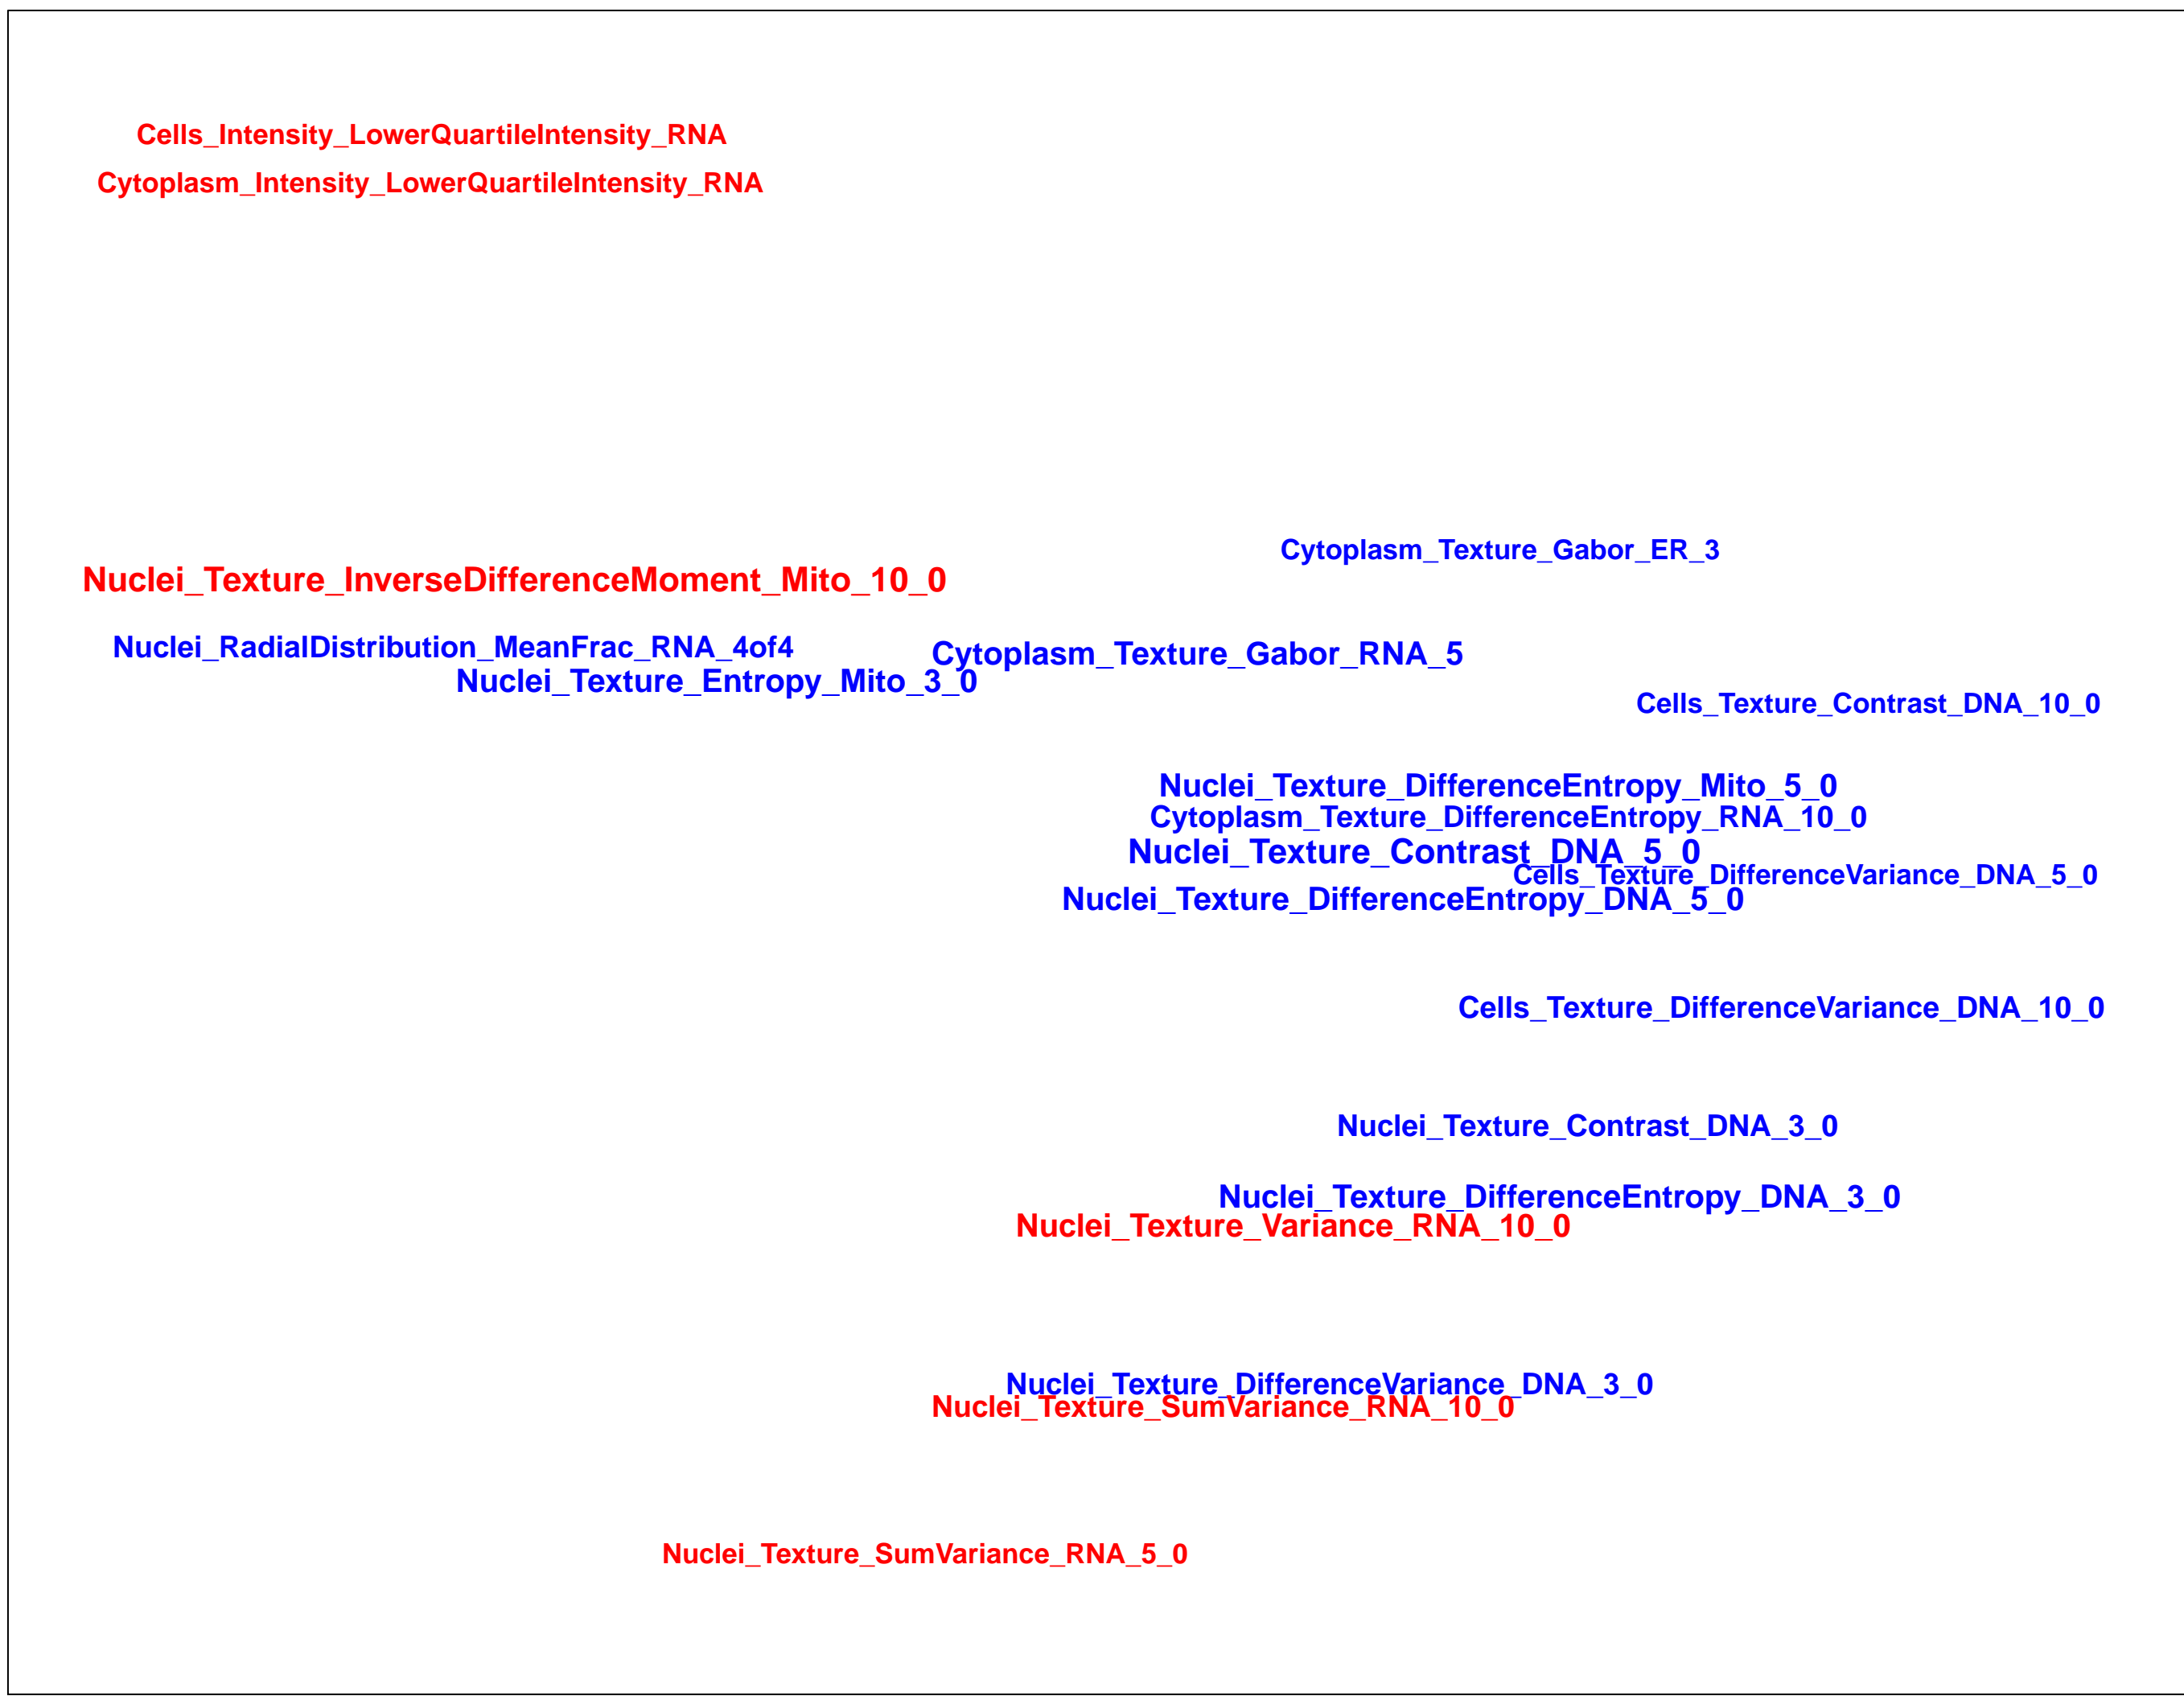 Cells_Intensity_LowerQuartileIntensity_RNA
Cytoplasm_Intensity_LowerQuartileIntensity_RNA
Cytoplasm_Texture_Gabor_ER_3
Nuclei_Texture_InverseDifferenceMoment_Mito_10_0
Nuclei_RadialDistribution_MeanFrac_RNA_4of4
Cytoplasm_Texture_Gabor_RNA_5
Nuclei_Texture_Entropy_Mito_3_0
Cells_Texture_Contrast_DNA_10_0
Nuclei_Texture_DifferenceEntropy_Mito_5_0
Cytoplasm_Texture_DifferenceEntropy_RNA_10_0
Nuclei_Texture_Contrast_DNA_5_0
Cells_Texture_DifferenceVariance_DNA_5_0
Nuclei_Texture_DifferenceEntropy_DNA_5_0
Cells_Texture_DifferenceVariance_DNA_10_0
Nuclei_Texture_Contrast_DNA_3_0
Nuclei_Texture_DifferenceEntropy_DNA_3_0
Nuclei_Texture_Variance_RNA_10_0
Nuclei_Texture_DifferenceVariance_DNA_3_0
Nuclei_Texture_SumVariance_RNA_10_0
Nuclei_Texture_SumVariance_RNA_5_0